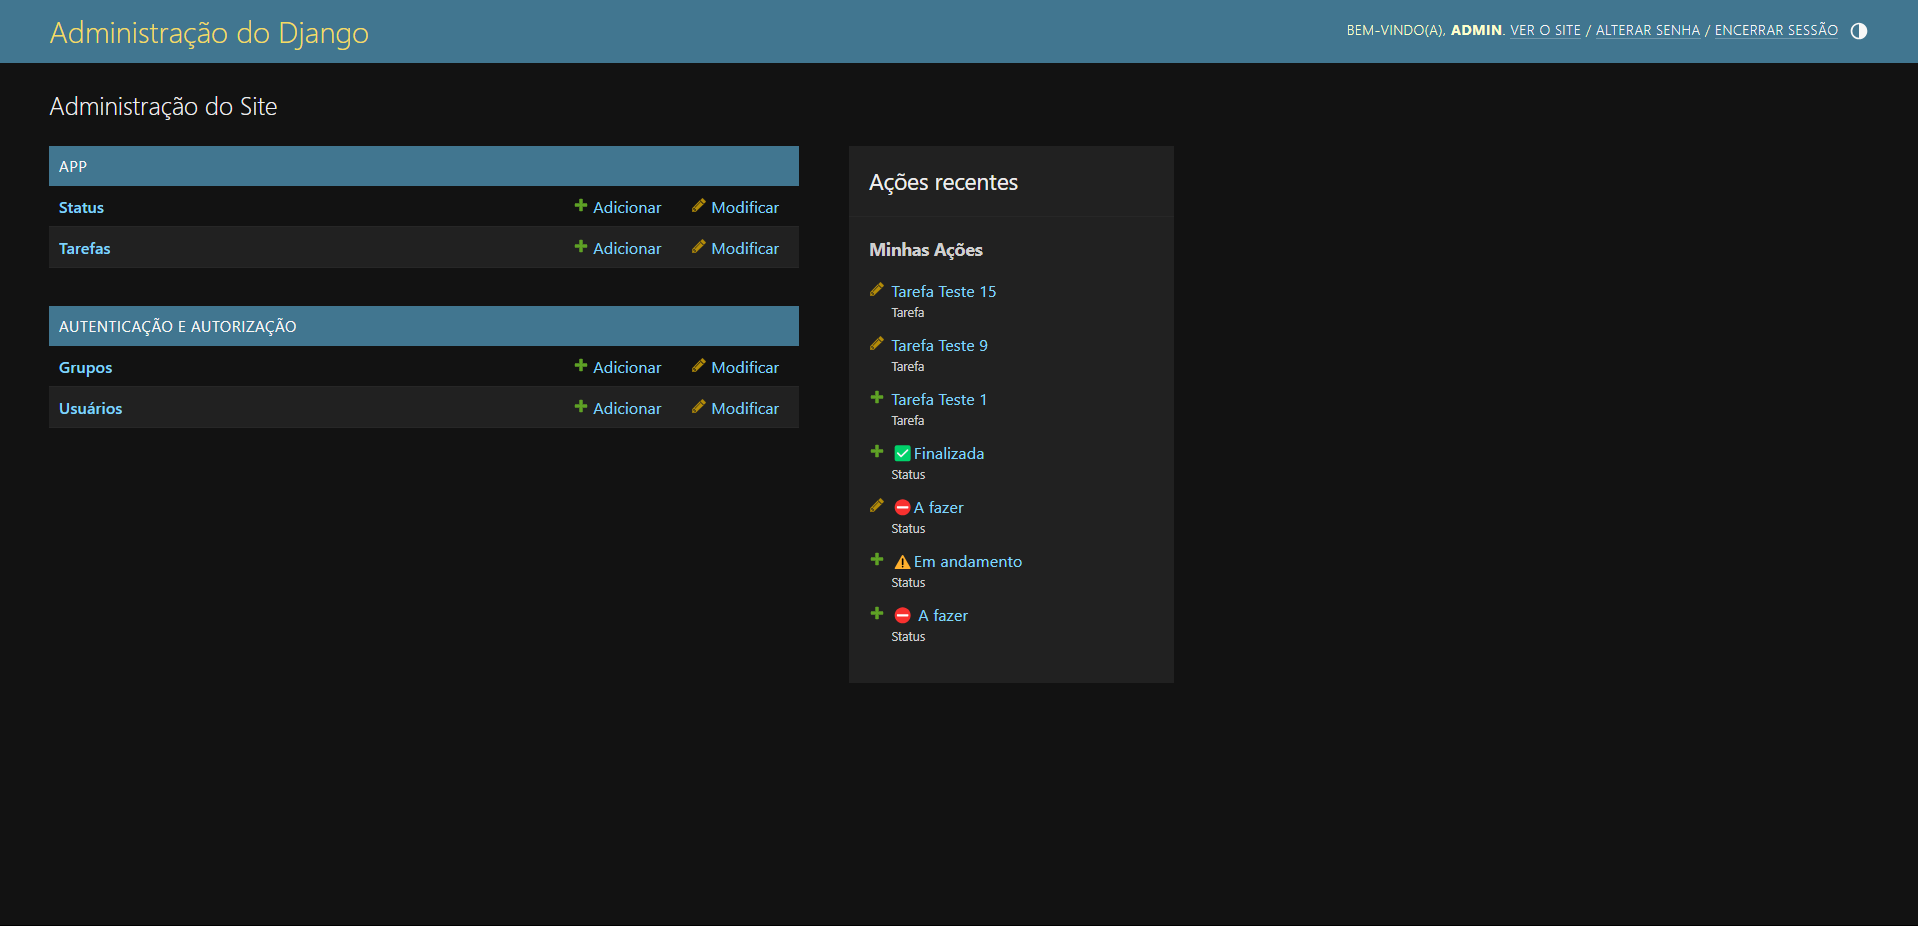 Administração do Django
BEM-VINDO(A), ADMIN. VER O SITE / ALTERAR SENHA / ENCERRAR SESSÃO
Administração do Site
APP
Status Adicionar Modificar
Tarefas Adicionar Modificar
AUTENTICAÇÃO E AUTORIZAÇÃO
Grupos Adicionar Modificar
Usuários Adicionar Modificar
Ações recentes
Minhas Ações
Tarefa Teste 15
Tarefa
Tarefa Teste 9
Tarefa
Tarefa Teste 1
Tarefa
✅Finalizada
Status
⛔A fazer
Status
⚠️Em andamento
Status
⛔ A fazer
Status